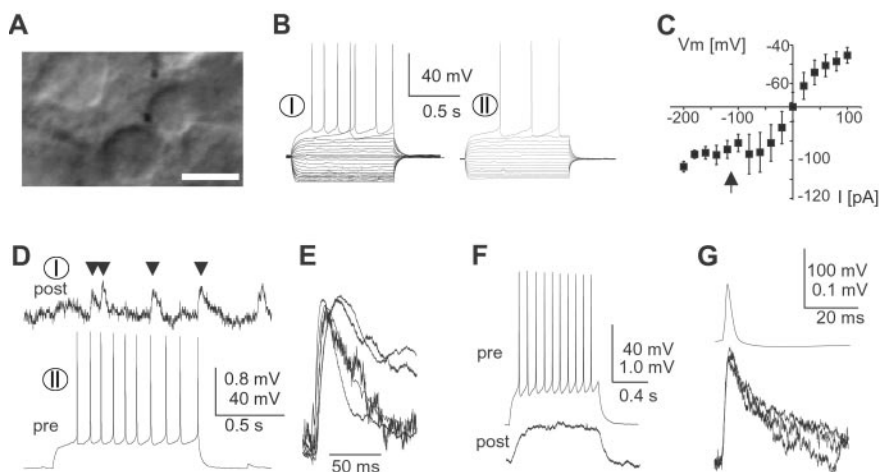 A
B
I
40 mV
0.5 s
II
C
Vm [mV]
-40
-60
-200
-100
100
-100
-120
I [pA]
D
I
post
II
pre
0.8 mV
40 mV
0.5 s
E
50 ms
F
pre
post
40 mV
1.0 mV
0.4 s
G
100 mV
0.1 mV
20 ms